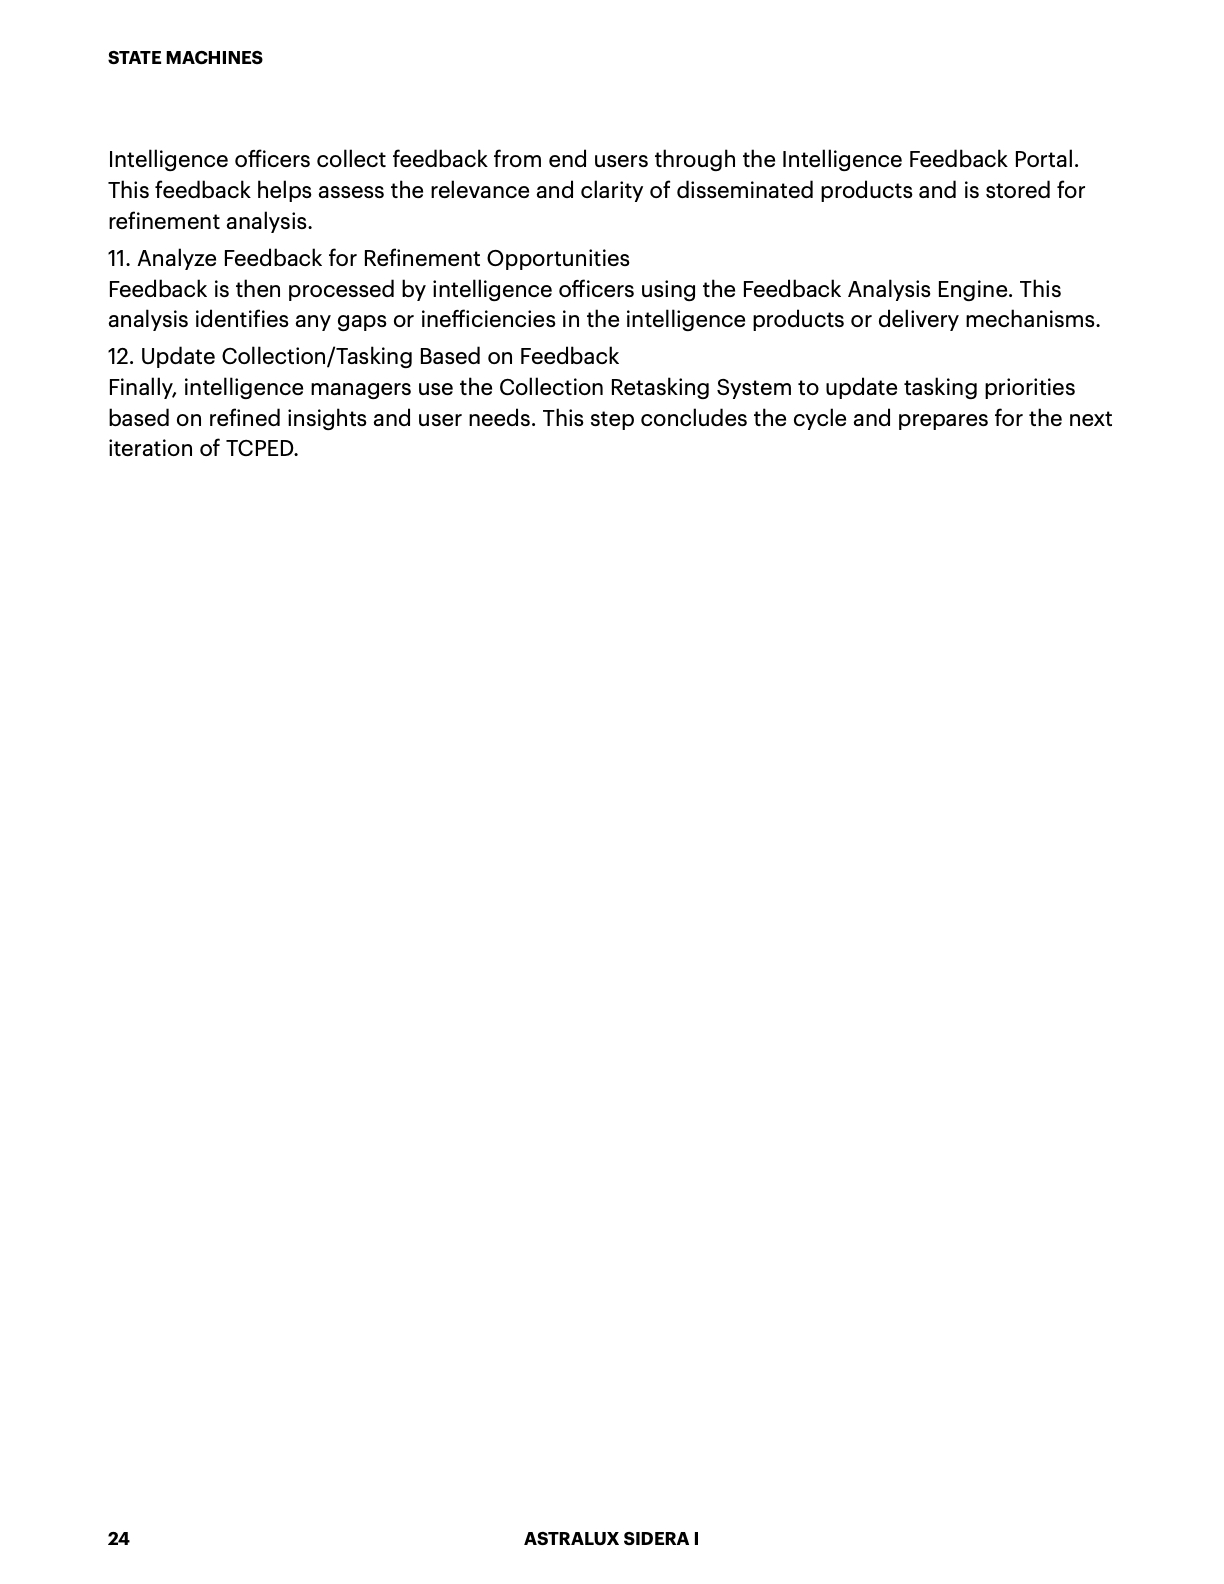 STATE MACHINES
Intelligence officers collect feedback from end users through the Intelligence Feedback Portal.
This feedback helps assess the relevance and clarity of disseminated products and is stored for
refinement analysis.
11. Analyze Feedback for Refinement Opportunities
Feedback is then processed by intelligence officers using the Feedback Analysis Engine. This
analysis identifies any gaps or inefficiencies in the intelligence products or delivery mechanisms.
12. Update Collection/Tasking Based on Feedback
Finally, intelligence managers use the Collection Retasking System to update tasking priorities
based on refined insights and user needs. This step concludes the cycle and prepares for the next
iteration of TCPED.
24 ASTRALUX SIDERA I